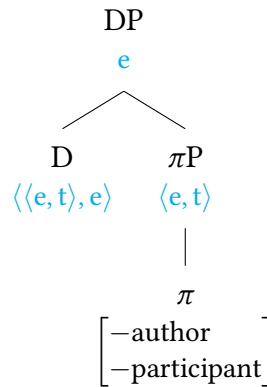 DP
e
D πP
⟨⟨e, t⟩, e⟩ ⟨e, t⟩
π
−author
−participant